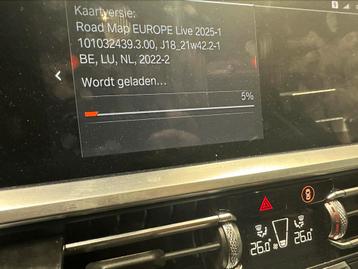 Kaartversie:
Road Map EUROPE Live 2025-1
101032439.3.00, J18_21w42.2-1
BE, LU, NL, 2022-2
Wordt geladen...
5%
26.0 26.0